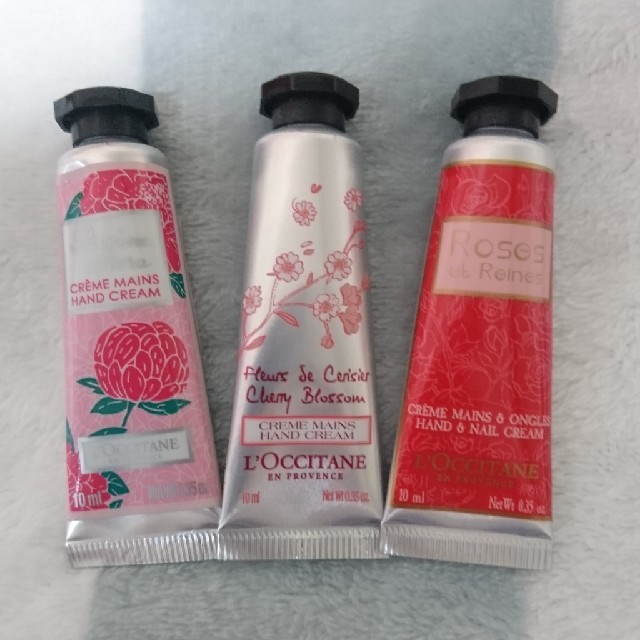 CRÈME MAINS
HAND CREAM
L'OCCITANE
10 ml
Fleurs de Cerisier
Cherry Blossom
CRÈME MAINS
HAND CREAM
L'OCCITANE
EN PROVENCE
10 ml Net Wt 0.35 oz.
Roses
et Reines
CRÈME MAINS & ONGLES
HAND & NAIL CREAM
L'OCCITANE
EN PROVENCE
10 ml Net Wt 0.35 oz.